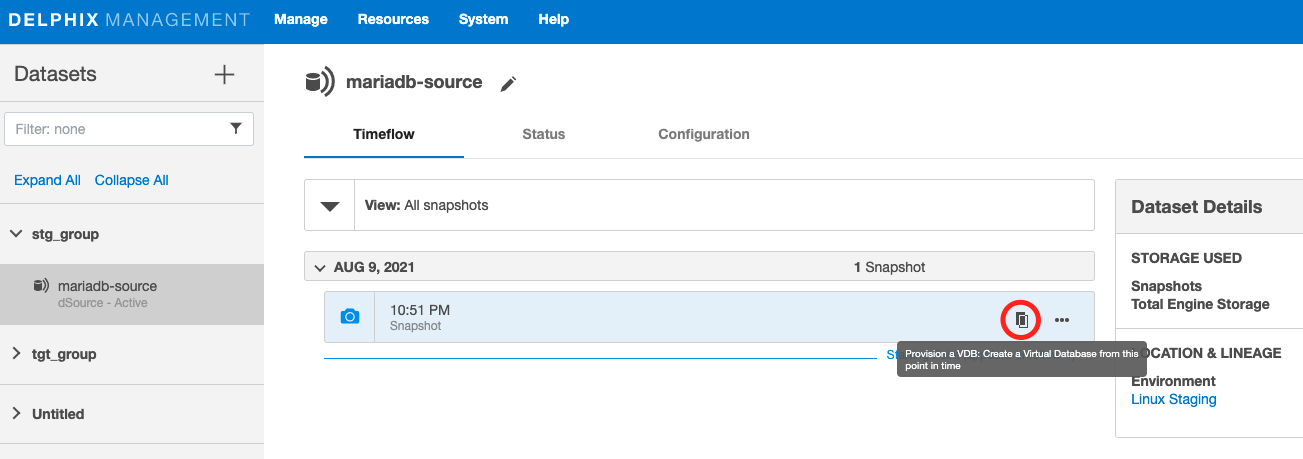 DELPHIX MANAGEMENT
Manage Resources System Help
Datasets
Filter: none
Expand All Collapse All
stg_group
mariadb-source
dSource - Active
tgt_group
Untitled
mariadb-source
Timeflow Status Configuration
View: All snapshots
AUG 9, 2021 1 Snapshot
10:51 PM
Snapshot
Provision a VDB: Create a Virtual Database from this
point in time
Dataset Details
STORAGE USED
Snapshots
Total Engine Storage
OCATION & LINEAGE
Environment
Linux Staging